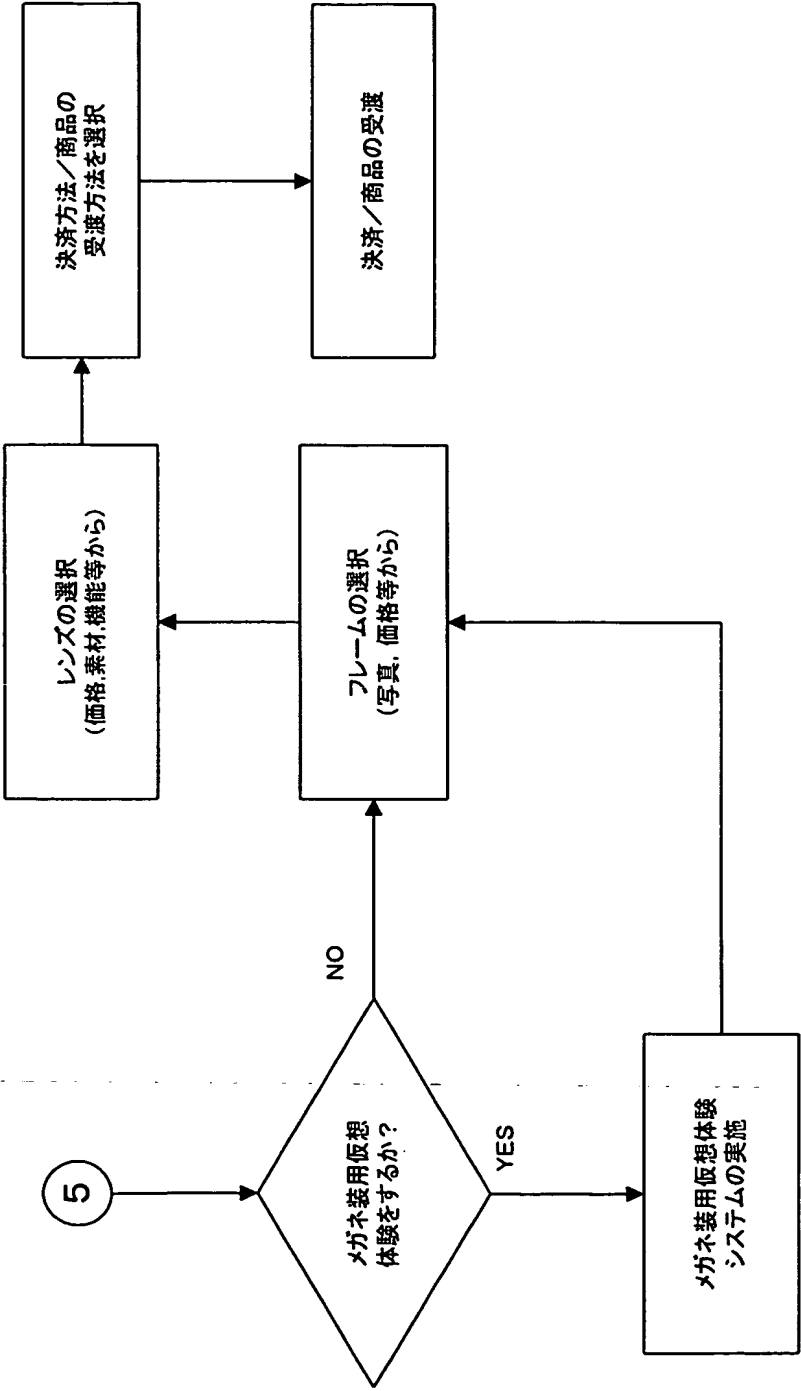 5
メガネ装用仮想
体験をするか？
YES
NO
メガネ装用仮想体験
システムの実施
フレームの選択
(写真, 価格等から)
レンズの選択
(価格,素材,機能等から)
決済方法／商品の
受渡方法を選択
決済／商品の受渡